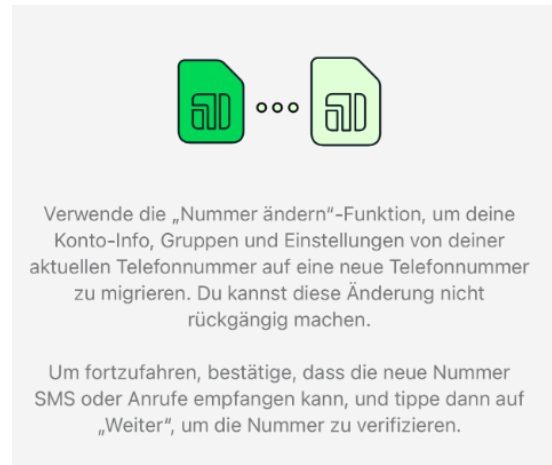 Verwende die „Nummer ändern“-Funktion, um deine
Konto-Info, Gruppen und Einstellungen von deiner
aktuellen Telefonnummer auf eine neue Telefonnummer
zu migrieren. Du kannst diese Änderung nicht
rückgängig machen.
Um fortzufahren, bestätige, dass die neue Nummer
SMS oder Anrufe empfangen kann, und tippe dann auf
„Weiter“, um die Nummer zu verifizieren.